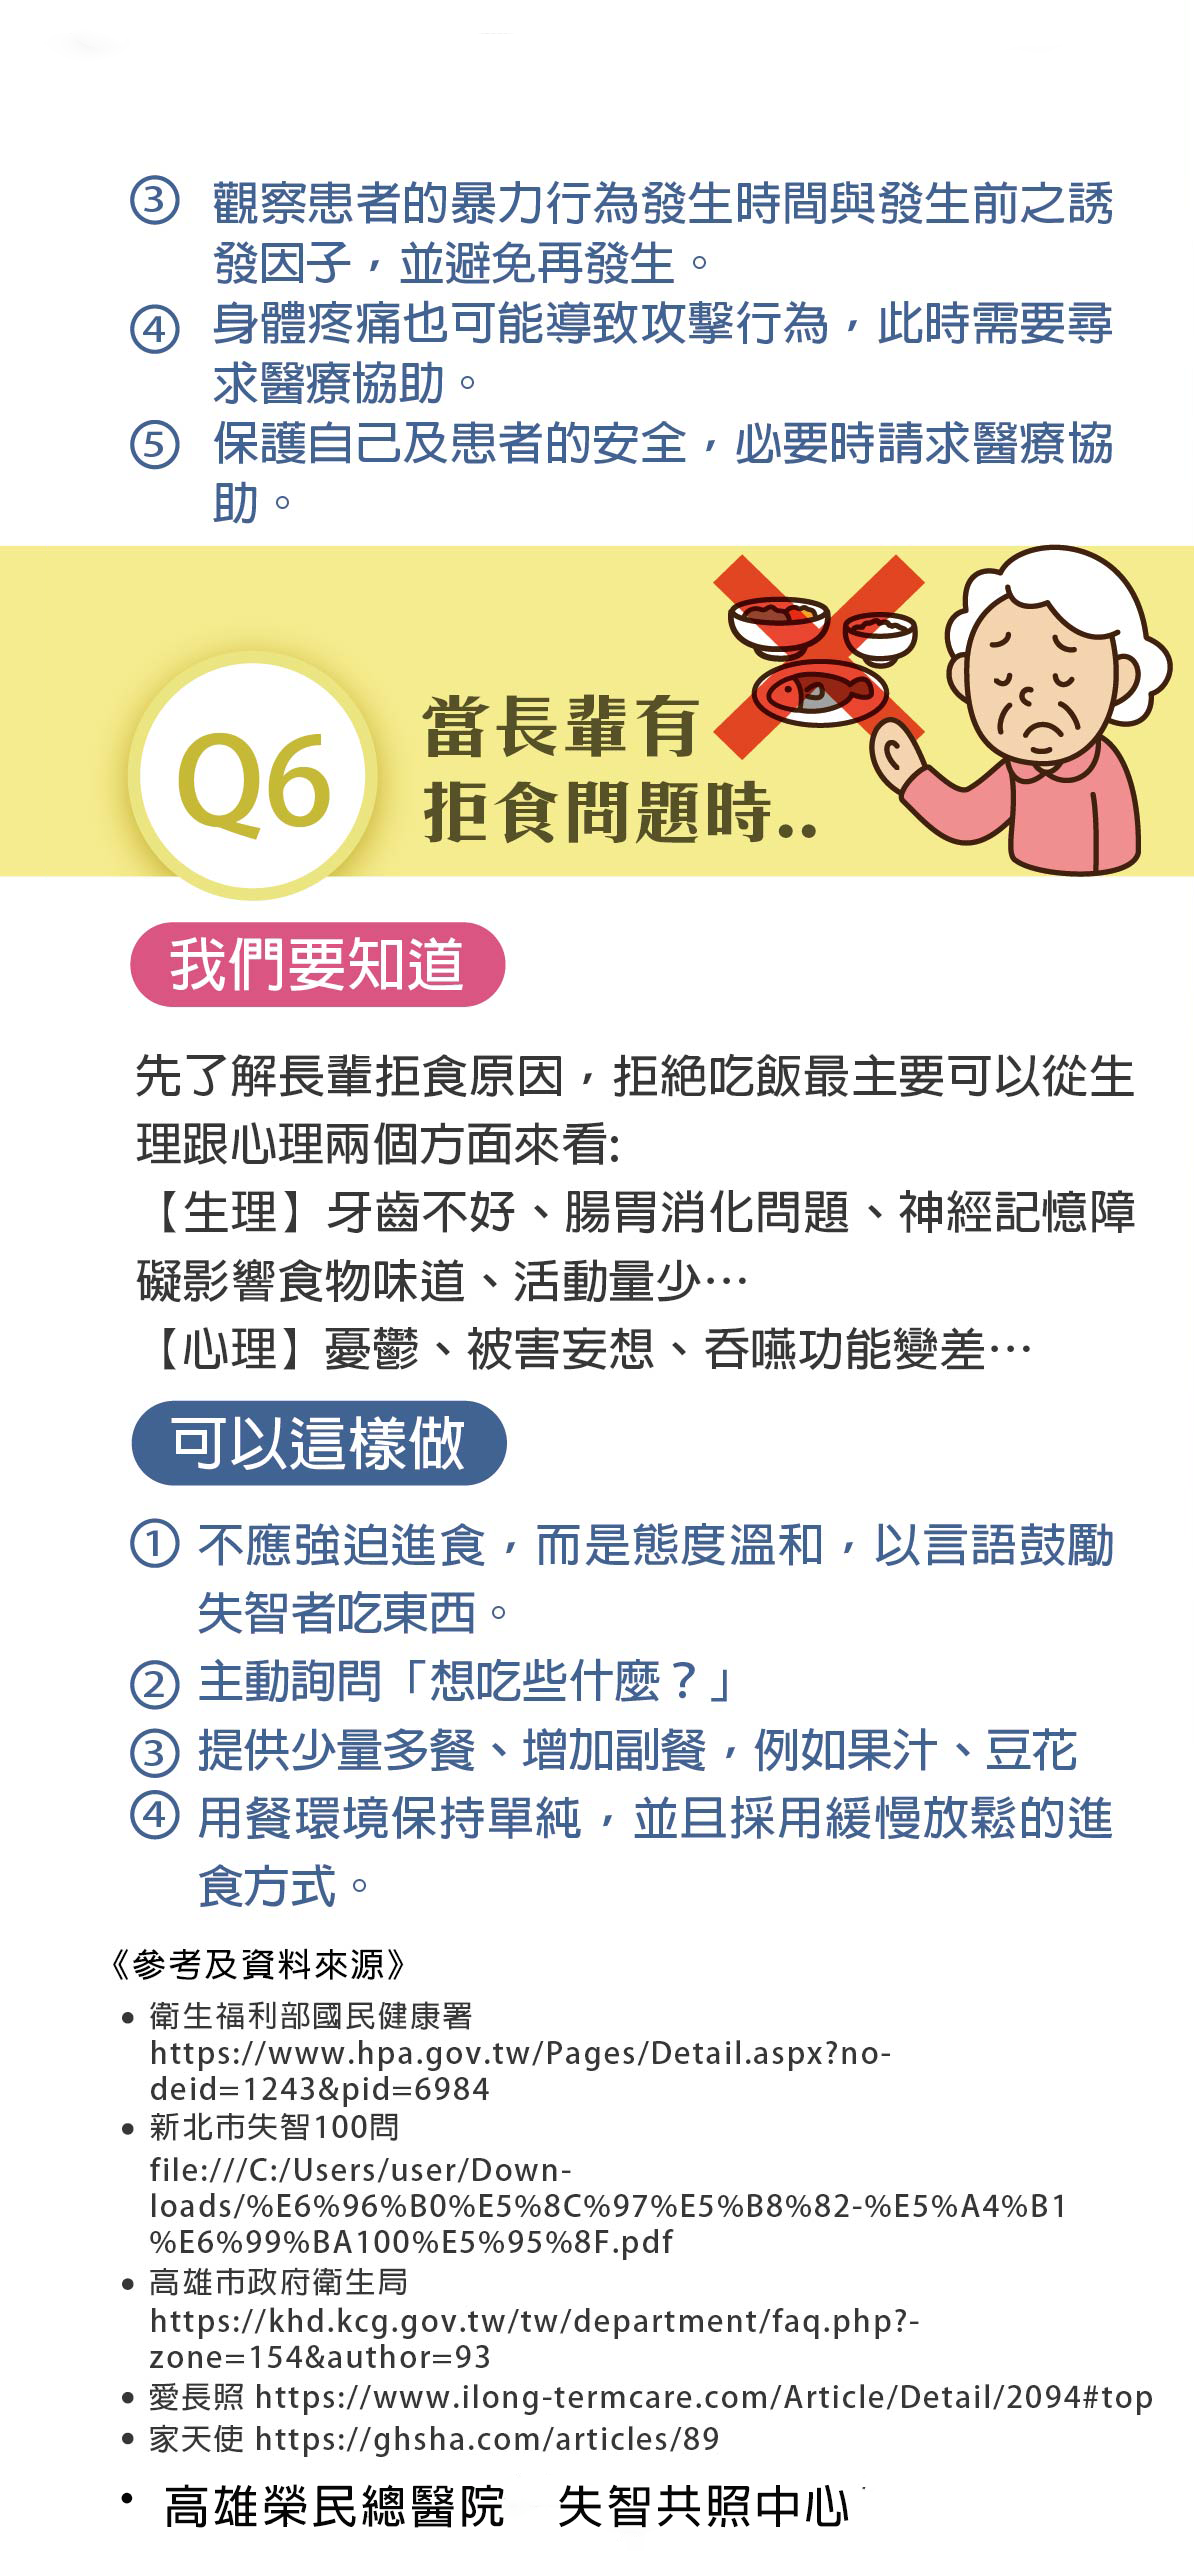 ③ 觀察患者的暴力行為發生時間與發生前之誘
發因子，並避免再發生。
④ 身體疼痛也可能導致攻擊行為，此時需要尋
求醫療協助。
⑤ 保護自己及患者的安全，必要時請求醫療協
助。
Q6
當長輩有
拒食問題時..
我們要知道
先了解長輩拒食原因，拒絕吃飯最主要可以從生
理跟心理兩個方面來看:
【生理】牙齒不好、腸胃消化問題、神經記憶障
礙影響食物味道、活動量少…
【心理】憂鬱、被害妄想、吞嚥功能變差…
可以這樣做
① 不應強迫進食，而是態度溫和，以言語鼓勵
失智者吃東西。
② 主動詢問「想吃些什麼？」
③ 提供少量多餐、增加副餐，例如果汁、豆花
④ 用餐環境保持單純，並且採用緩慢放鬆的進
食方式。
《參考及資料來源》
• 衛生福利部國民健康署
https://www.hpa.gov.tw/Pages/Detail.aspx?no-
deid=1243&pid=6984
• 新北市失智100問
file:///C:/Users/user/Down-
loads/%E6%96%B0%E5%8C%97%E5%B8%82-%E5%A4%B1
%E6%99%BA100%E5%95%8F.pdf
• 高雄市政府衛生局
https://khd.kcg.gov.tw/tw/department/faq.php?-
zone=154&author=93
• 愛長照 https://www.ilong-termcare.com/Article/Detail/2094#top
• 家天使 https://ghsha.com/articles/89
• 高雄榮民總醫院 失智共照中心